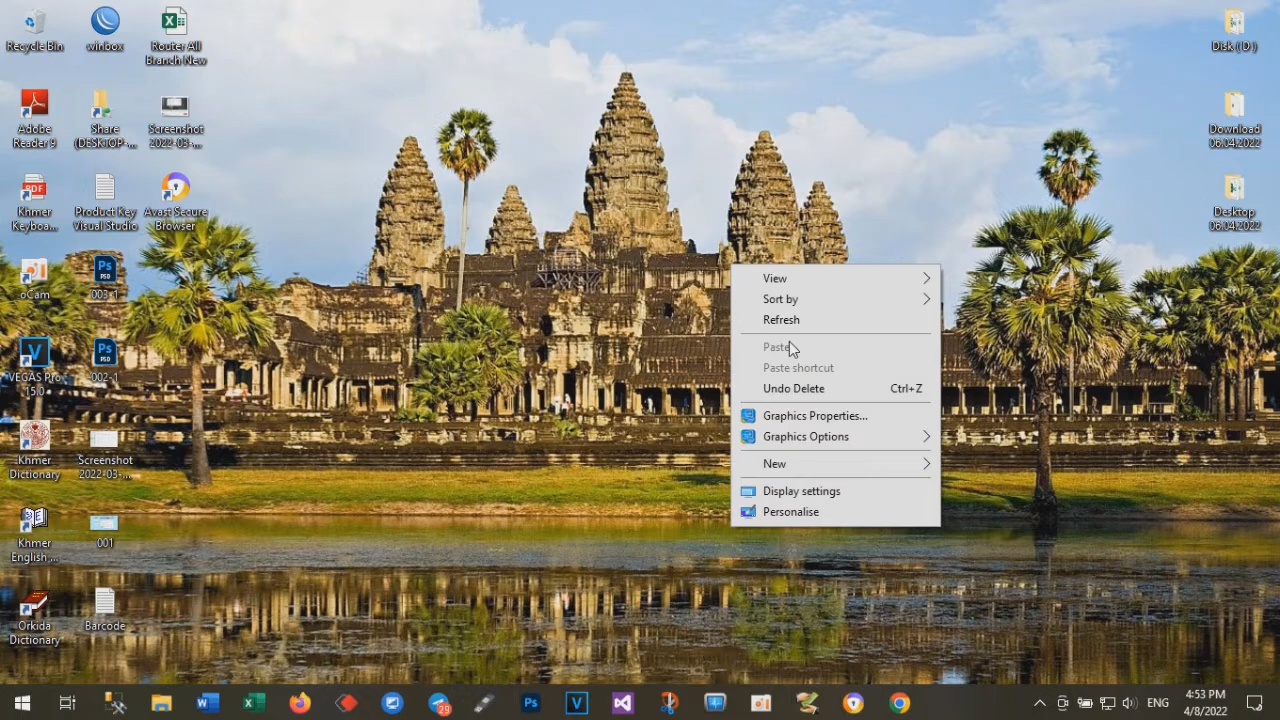 Recycle Bin
winbox
Router All
Branch New
Adobe
Reader 9
Share
(DESKTOP-...
Screenshot
2022-03-...
Khmer
Keyboa...
Product Key
Visual Studio
Avast Secure
Browser
oCam
003-1
VEGAS Pro
15.0
002-1
Khmer
Dictionary
Screenshot
2022-03-...
Khmer
English ...
001
Orkida
Dictionary
Barcode
Disk (D)
Download
06.04.2022
Desktop
06.04.2022
View
Sort by
Refresh
Paste
Paste shortcut
Undo Delete Ctrl+Z
Graphics Properties...
Graphics Options
New
Display settings
Personalise
29
ENG
4:53 PM
4/8/2022